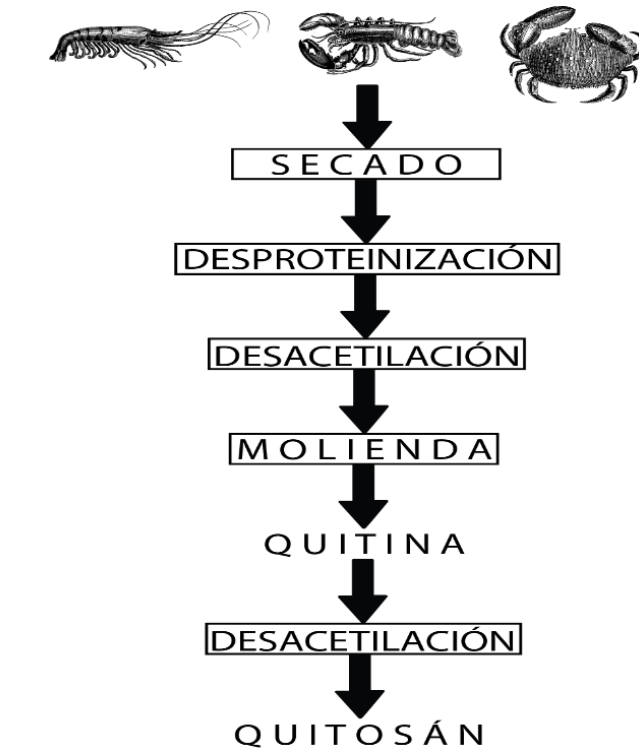 SECADO
DESPROTEINIZACIÓN
DESACETILACIÓN
MOLIENDA
QUITINA
DESACETILACIÓN
QUITOSÁN